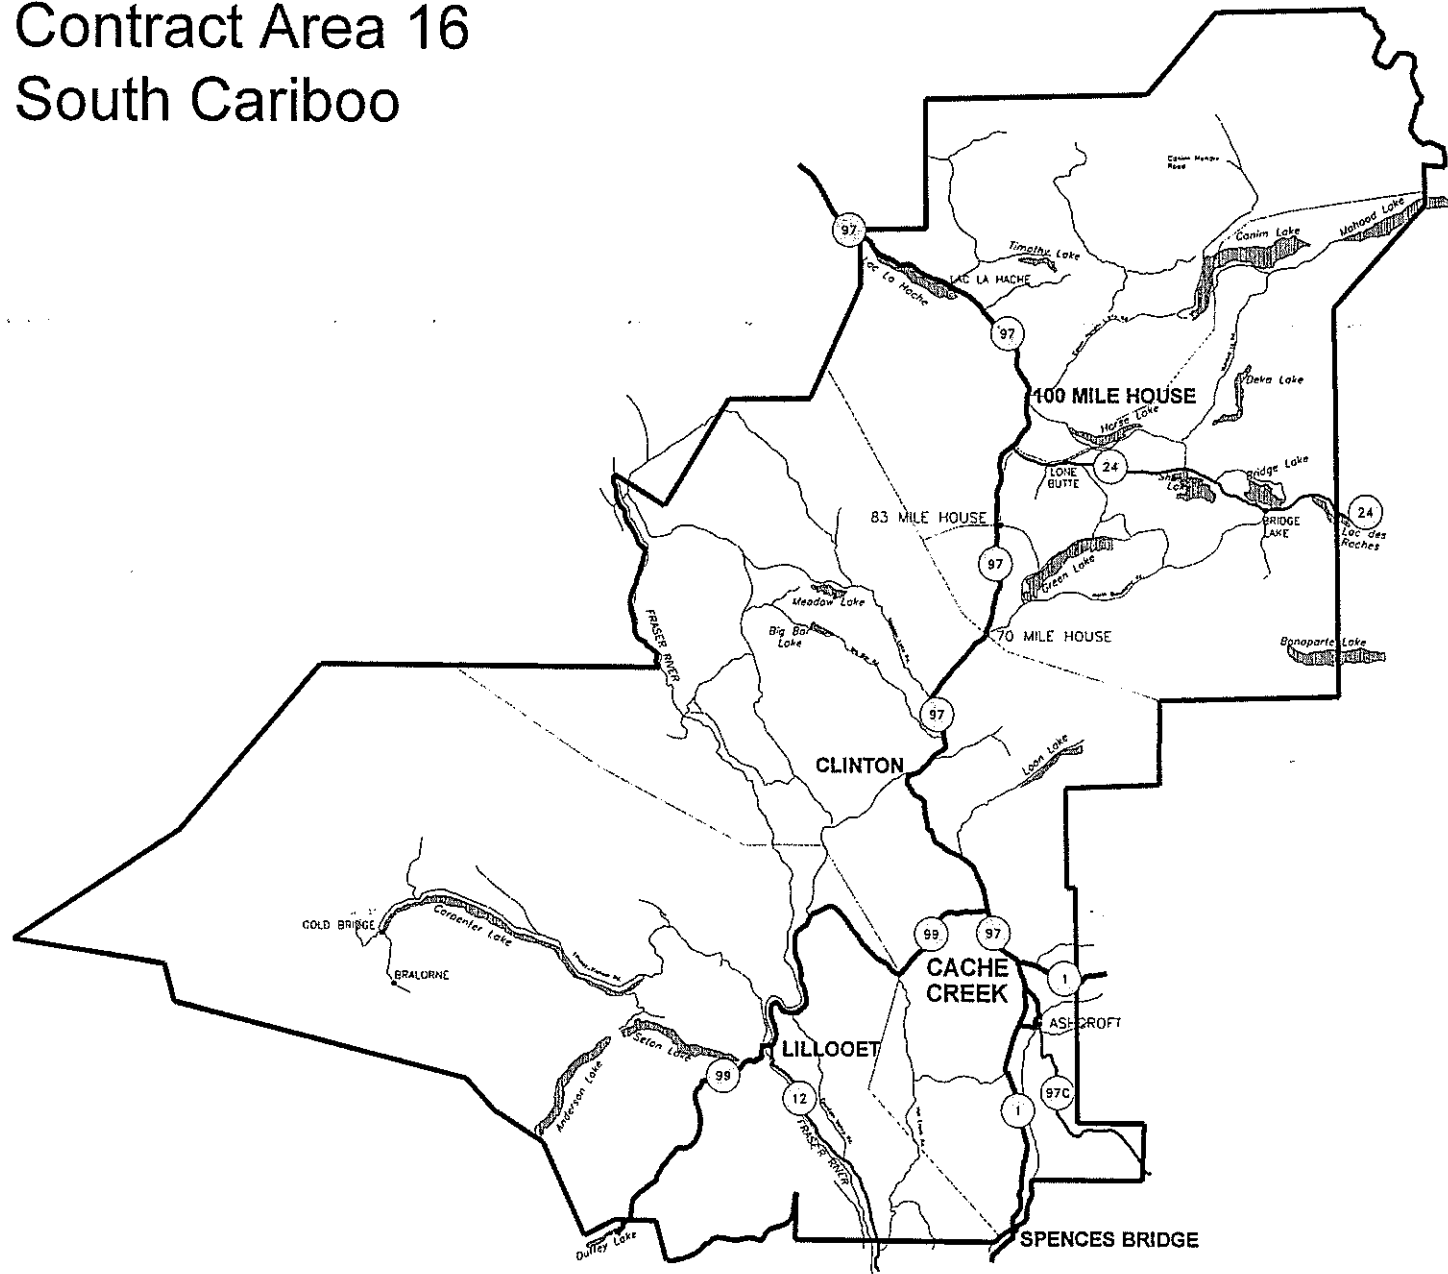 Contract Area 16
South Cariboo
97
Canim Lake
Mahood Lake
Timothy Lake
Lac La Hache
LAC LA HACHE
97
100 MILE HOUSE
Deka Lake
Horse Lake
24
LONE
BUTTE
Bridge Lake
24
83 MILE HOUSE
BRIDGE
LAKE
Lac des
Roches
97
Green Lake
Meadow Lake
Big Bar
Lake
FRASER RIVER
70 MILE HOUSE
Bonaparte Lake
97
CLINTON
Loon Lake
GOLD BRIDGE
Carpenter Lake
BRALORNE
99
97
CACHE
CREEK
1
ASHCROFT
Seton Lake
LILLOOET
Anderson Lake
99
12
97C
1
FRASER RIVER
Duffey Lake
SPENCES BRIDGE